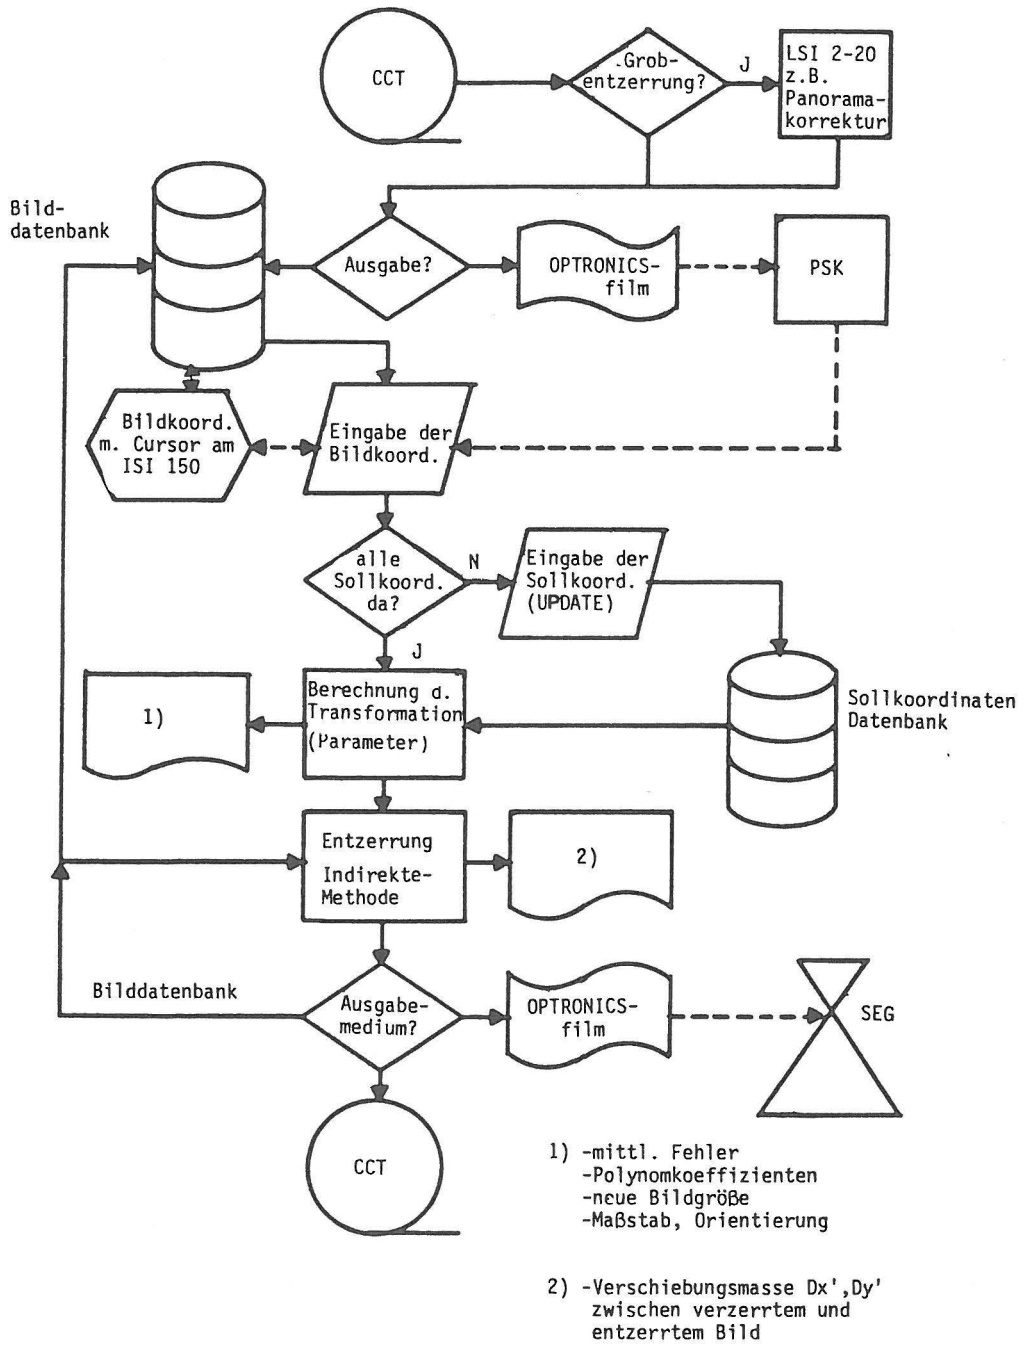 CCT
Grob-
entzerrung?
J
LSI 2-20
z.B.
Panorama-
korrektur
Bild-
datenbank
Ausgabe?
OPTRONICS-
film
PSK
Bildkoord.
m. Cursor am
ISI 150
Eingabe der
Bildkoord.
alle
Sollkoord.
da?
N
Eingabe der
Sollkoord.
(UPDATE)
J
1)
Berechnung d.
Transformation
(Parameter)
Sollkoordinaten
Datenbank
Entzerrung
Indirekte-
Methode
2)
Bilddatenbank
Ausgabe-
medium?
OPTRONICS-
film
SEG
CCT
1) -mittl. Fehler
-Polynomkoeffizienten
-neue Bildgröße
-Maßstab, Orientierung
2) -Verschiebungsmasse Dx',Dy'
zwischen verzerrtem und
entzerrtem Bild